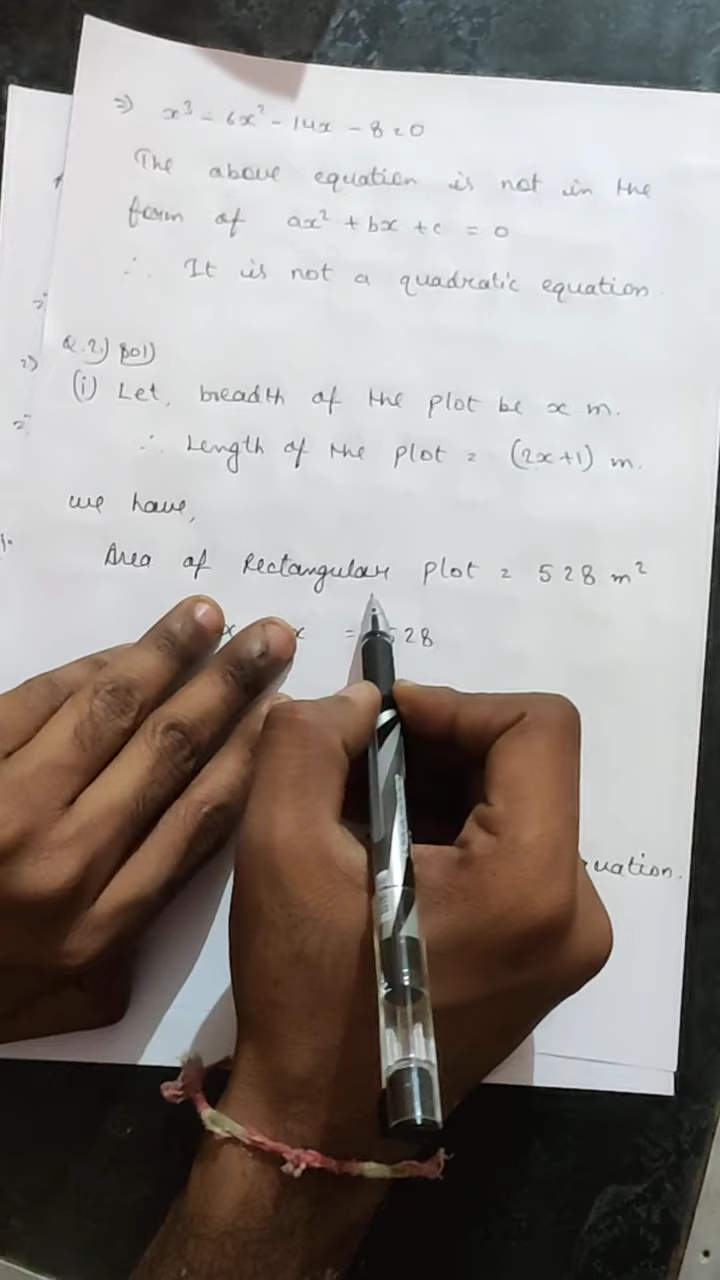 =) x³ - 6x² - 14x - 8 = 0
The above equation is not in the
form of ax² + bx + c = 0
∴ It is not a quadratic equation.
Q.2.) Sol)
(i) Let, breadth of the plot be x m.
∴ Length of the plot = (2x+1) m.
we have,
Area of Rectangular plot = 528 m²
x x = 528
uation.